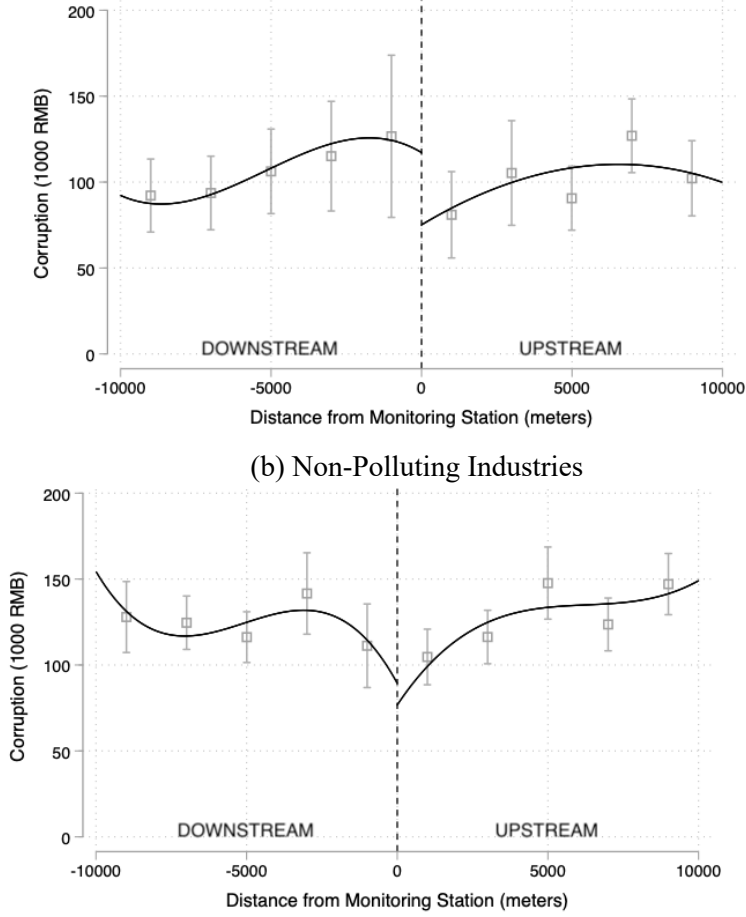 200
150
100
50
0
Corruption (1000 RMB)
DOWNSTREAM
UPSTREAM
-10000
-5000
0
5000
10000
Distance from Monitoring Station (meters)
(b) Non-Polluting Industries
200
150
100
50
0
Corruption (1000 RMB)
DOWNSTREAM
UPSTREAM
-10000
-5000
0
5000
10000
Distance from Monitoring Station (meters)